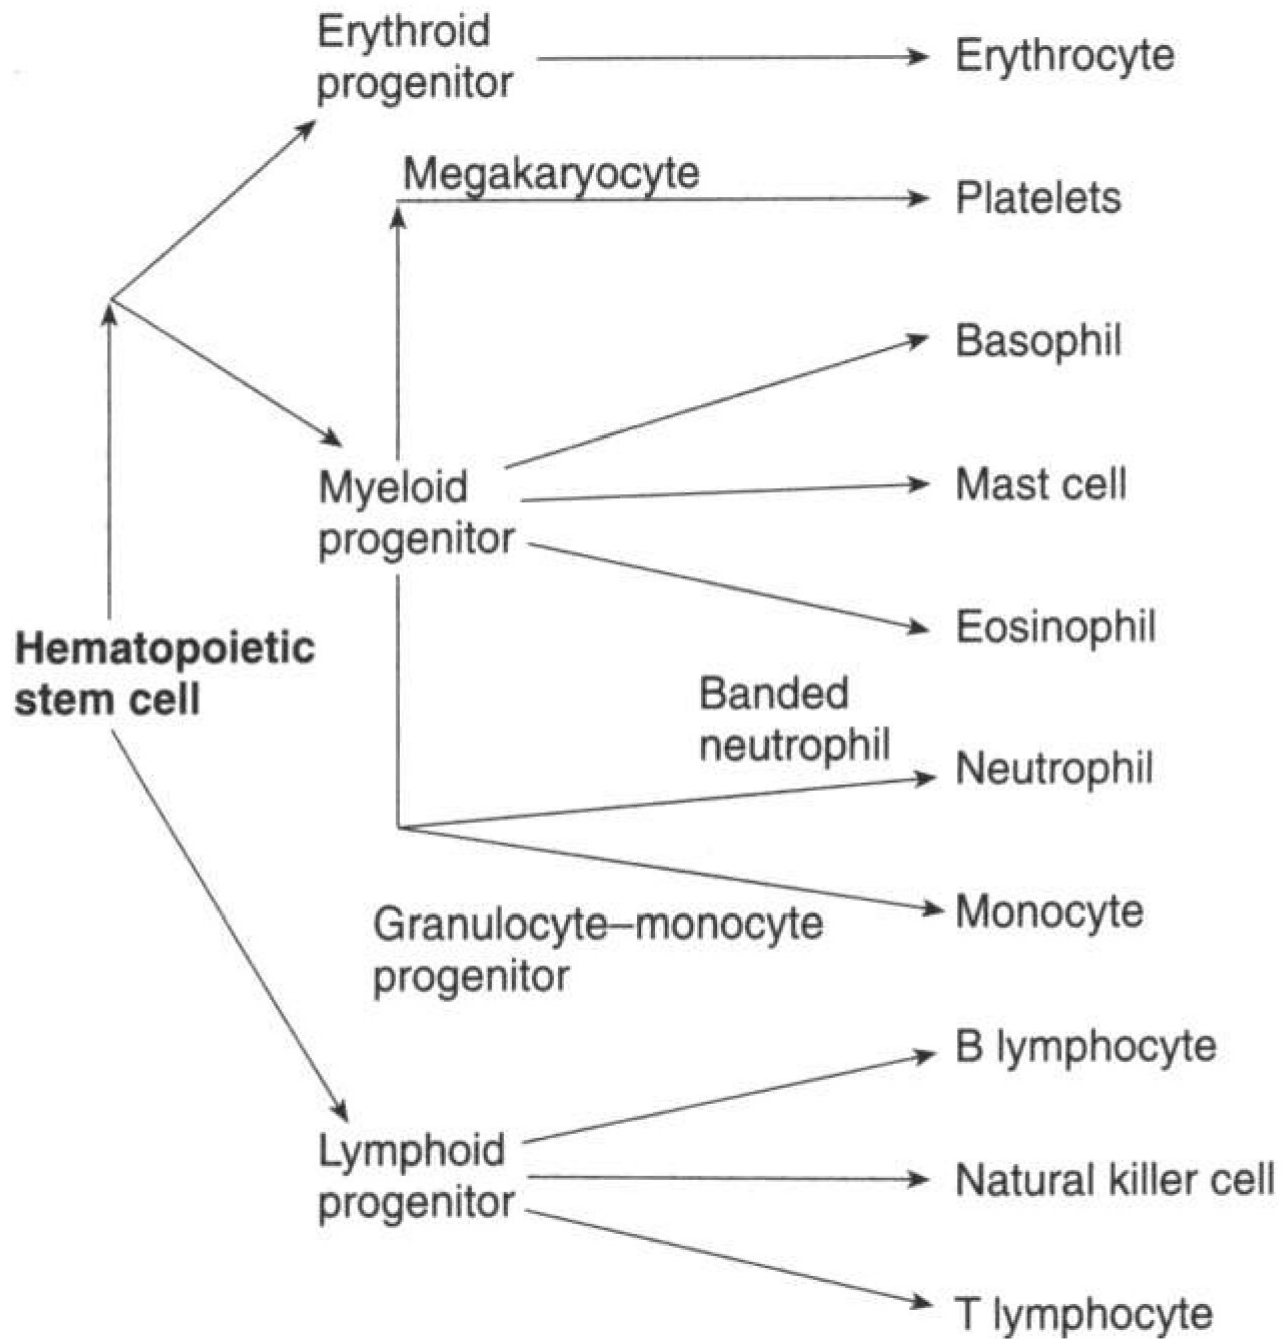 Erythroid
progenitor
Erythrocyte
Megakaryocyte
Platelets
Basophil
Myeloid
progenitor
Mast cell
Eosinophil
Hematopoietic
stem cell
Banded
neutrophil
Neutrophil
Granulocyte–monocyte
progenitor
Monocyte
B lymphocyte
Lymphoid
progenitor
Natural killer cell
T lymphocyte